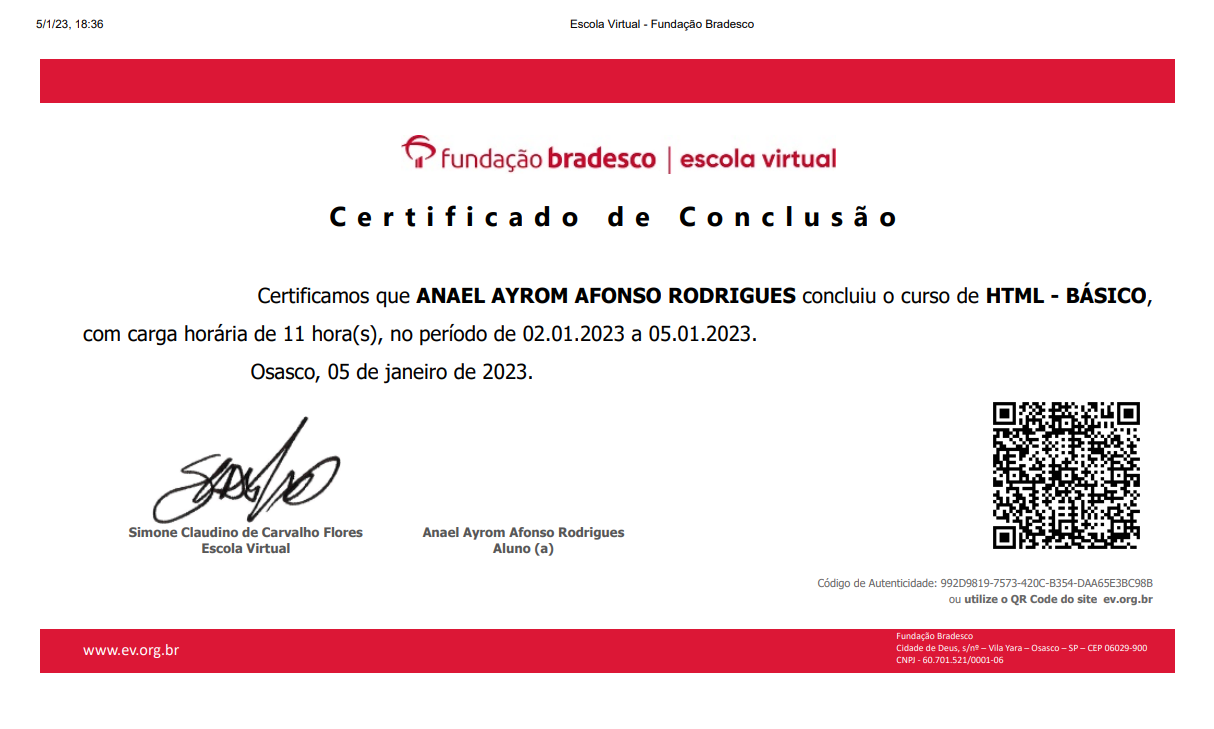 5/1/23, 18:36
Escola Virtual - Fundação Bradesco
fundação bradesco | escola virtual
Certificado de Conclusão
Certificamos que ANAEL AYROM AFONSO RODRIGUES concluiu o curso de HTML - BÁSICO,
com carga horária de 11 hora(s), no período de 02.01.2023 a 05.01.2023.
Osasco, 05 de janeiro de 2023.
Simone Claudino de Carvalho Flores
Escola Virtual
Anael Ayrom Afonso Rodrigues
Aluno (a)
Código de Autenticidade: 992D9819-7573-420C-B354-DAA65E3BC98B
ou utilize o QR Code do site ev.org.br
www.ev.org.br
Fundação Bradesco
Cidade de Deus, s/nº – Vila Yara – Osasco – SP – CEP 06029-900
CNPJ - 60.701.521/0001-06